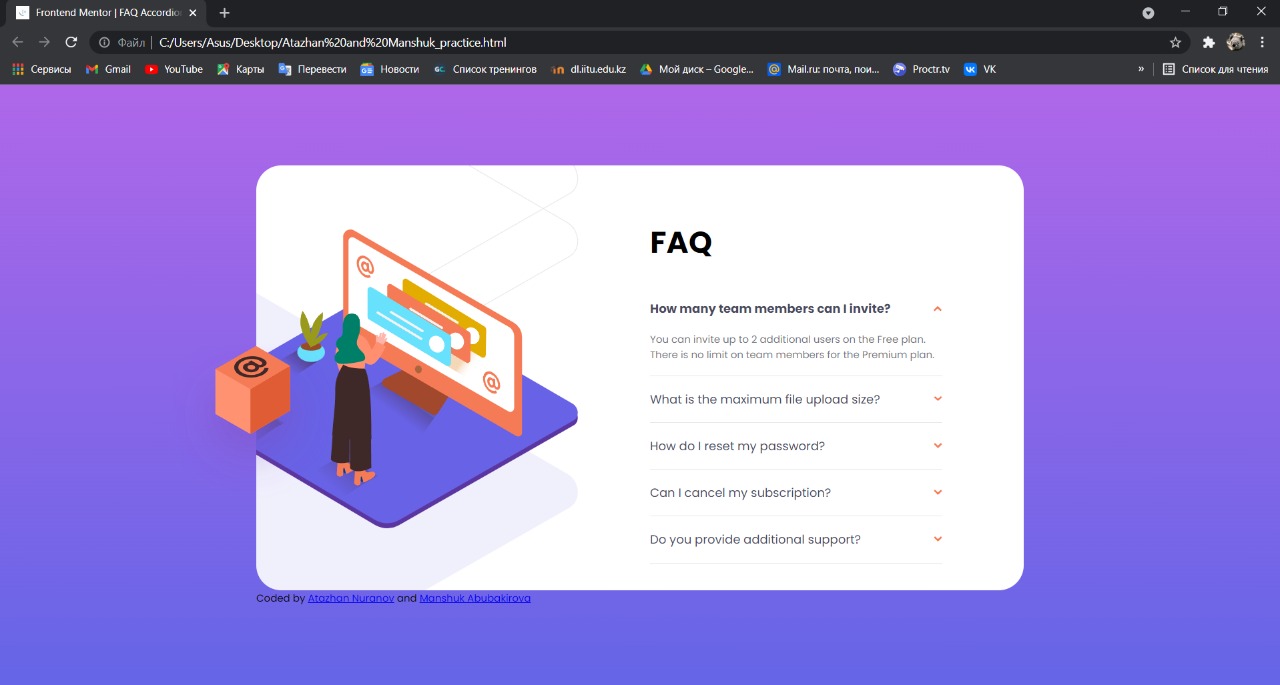 Frontend Mentor | FAQ Accordio
Файл
C:/Users/Asus/Desktop/Atazhan%20and%20Manshuk_practice.html
Сервисы
Gmail
YouTube
Карты
Перевести
Новости
GC
Список тренингов
dl.iitu.edu.kz
Мой диск – Google...
Mail.ru: почта, пои...
Proctr.tv
VK
»
Список для чтения
@
@
@
FAQ
How many team members can I invite?
You can invite up to 2 additional users on the Free plan.
There is no limit on team members for the Premium plan.
What is the maximum file upload size?
How do I reset my password?
Can I cancel my subscription?
Do you provide additional support?
Coded by Atazhan Nuranov and Manshuk Abubakirova